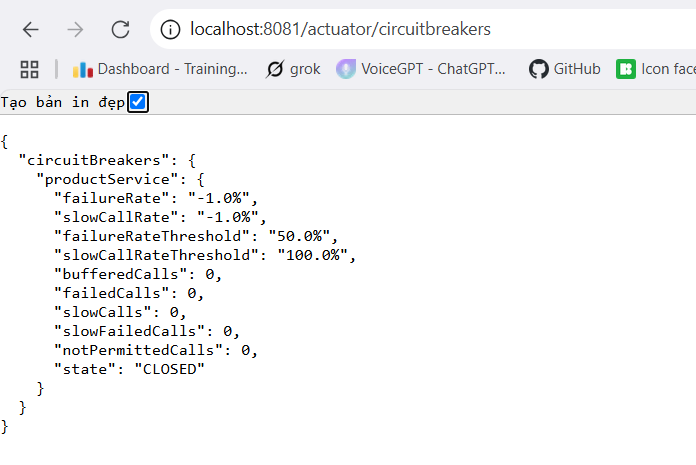 localhost:8081/actuator/circuitbreakers
Dashboard - Training... grok VoiceGPT - ChatGPT... GitHub Icon face
Tạo bản in đẹp
{
  "circuitBreakers": {
    "productService": {
      "failureRate": "-1.0%",
      "slowCallRate": "-1.0%",
      "failureRateThreshold": "50.0%",
      "slowCallRateThreshold": "100.0%",
      "bufferedCalls": 0,
      "failedCalls": 0,
      "slowCalls": 0,
      "slowFailedCalls": 0,
      "notPermittedCalls": 0,
      "state": "CLOSED"
    }
  }
}